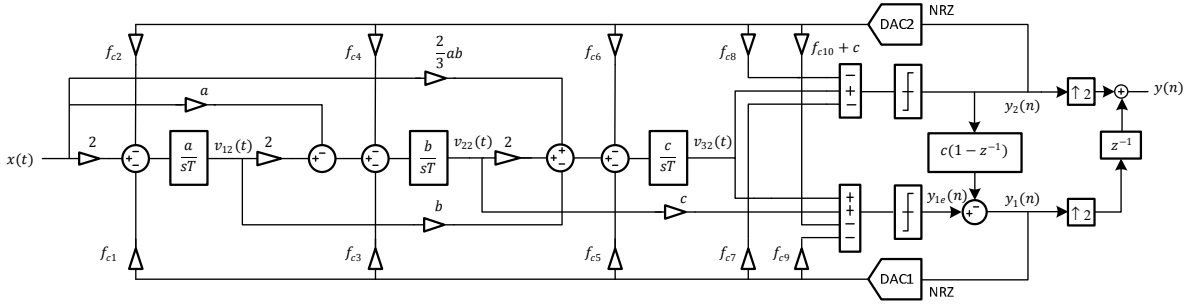 DAC2
NRZ
f_{c2}
f_{c4}
\frac{2}{3}ab
f_{c6}
f_{c8}
f_{c10} + c
−
+
−
a
↑ 2
y(n)
y_2(n)
2
\frac{a}{sT}
v_{12}(t)
2
\frac{b}{sT}
v_{22}(t)
2
\frac{c}{sT}
v_{32}(t)
x(t)
c(1 − z^{-1})
z^{-1}
b
c
+
+
−
−
y_{1e}(n)
y_1(n)
↑ 2
f_{c1}
f_{c3}
f_{c5}
f_{c7}
f_{c9}
DAC1
NRZ